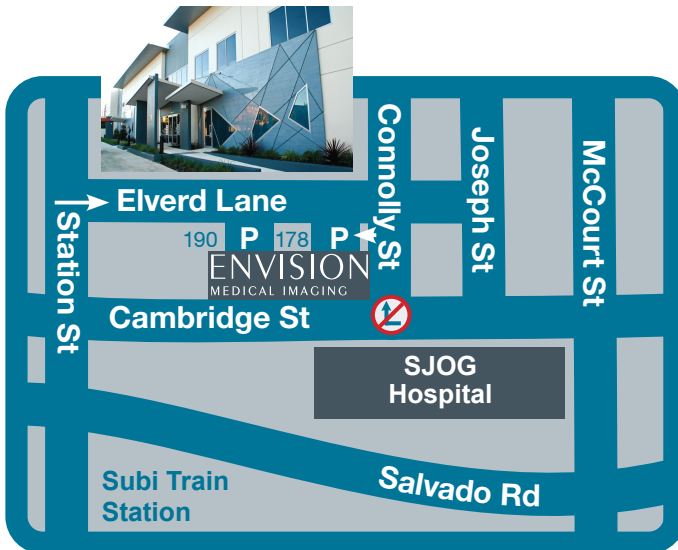 Connolly St
Joseph St
McCourt St
Elverd Lane
Station St
190 P 178 P
ENVISION
MEDICAL IMAGING
Cambridge St
SJOG
Hospital
Salvado Rd
Subi Train
Station